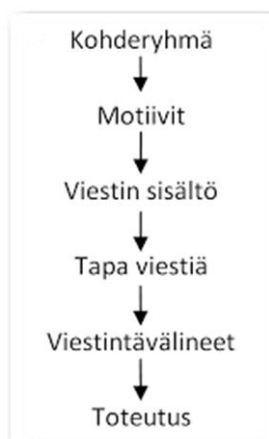 Kohderyhmä
Motiivit
Viestin sisältö
Tapa viestiä
Viestintävälineet
Toteutus